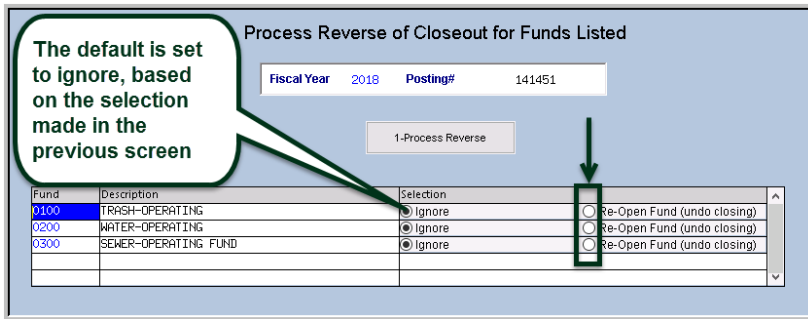 Process Reverse of Closeout for Funds Listed
The default is set
to ignore, based
on the selection
made in the
previous screen
Fiscal Year 2018 Posting# 141451
1-Process Reverse
Fund Description Selection
0100 TRASH-OPERATING Ignore Re-Open Fund (undo closing)
0200 WATER-OPERATING Ignore Re-Open Fund (undo closing)
0300 SEWER-OPERATING FUND Ignore Re-Open Fund (undo closing)